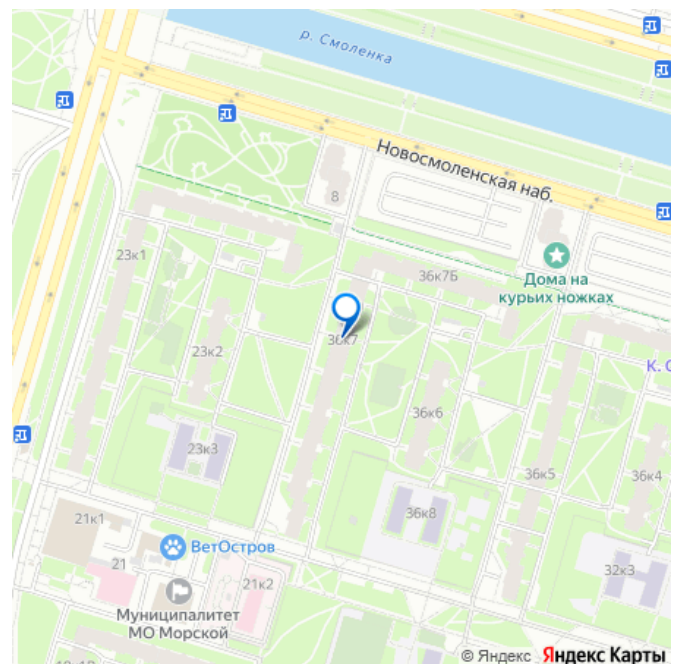 р. Смоленка
Новосмоленская наб.
8
23к1
36к7Б
Дома на
курьих ножках
36к7
23к2
К. С
36к6
23к3
36к5
36к4
36к8
21к1
ВетОстров
21
21к2
32к3
Муниципалитет
МО Морской
© Яндекс Яндекс Карты